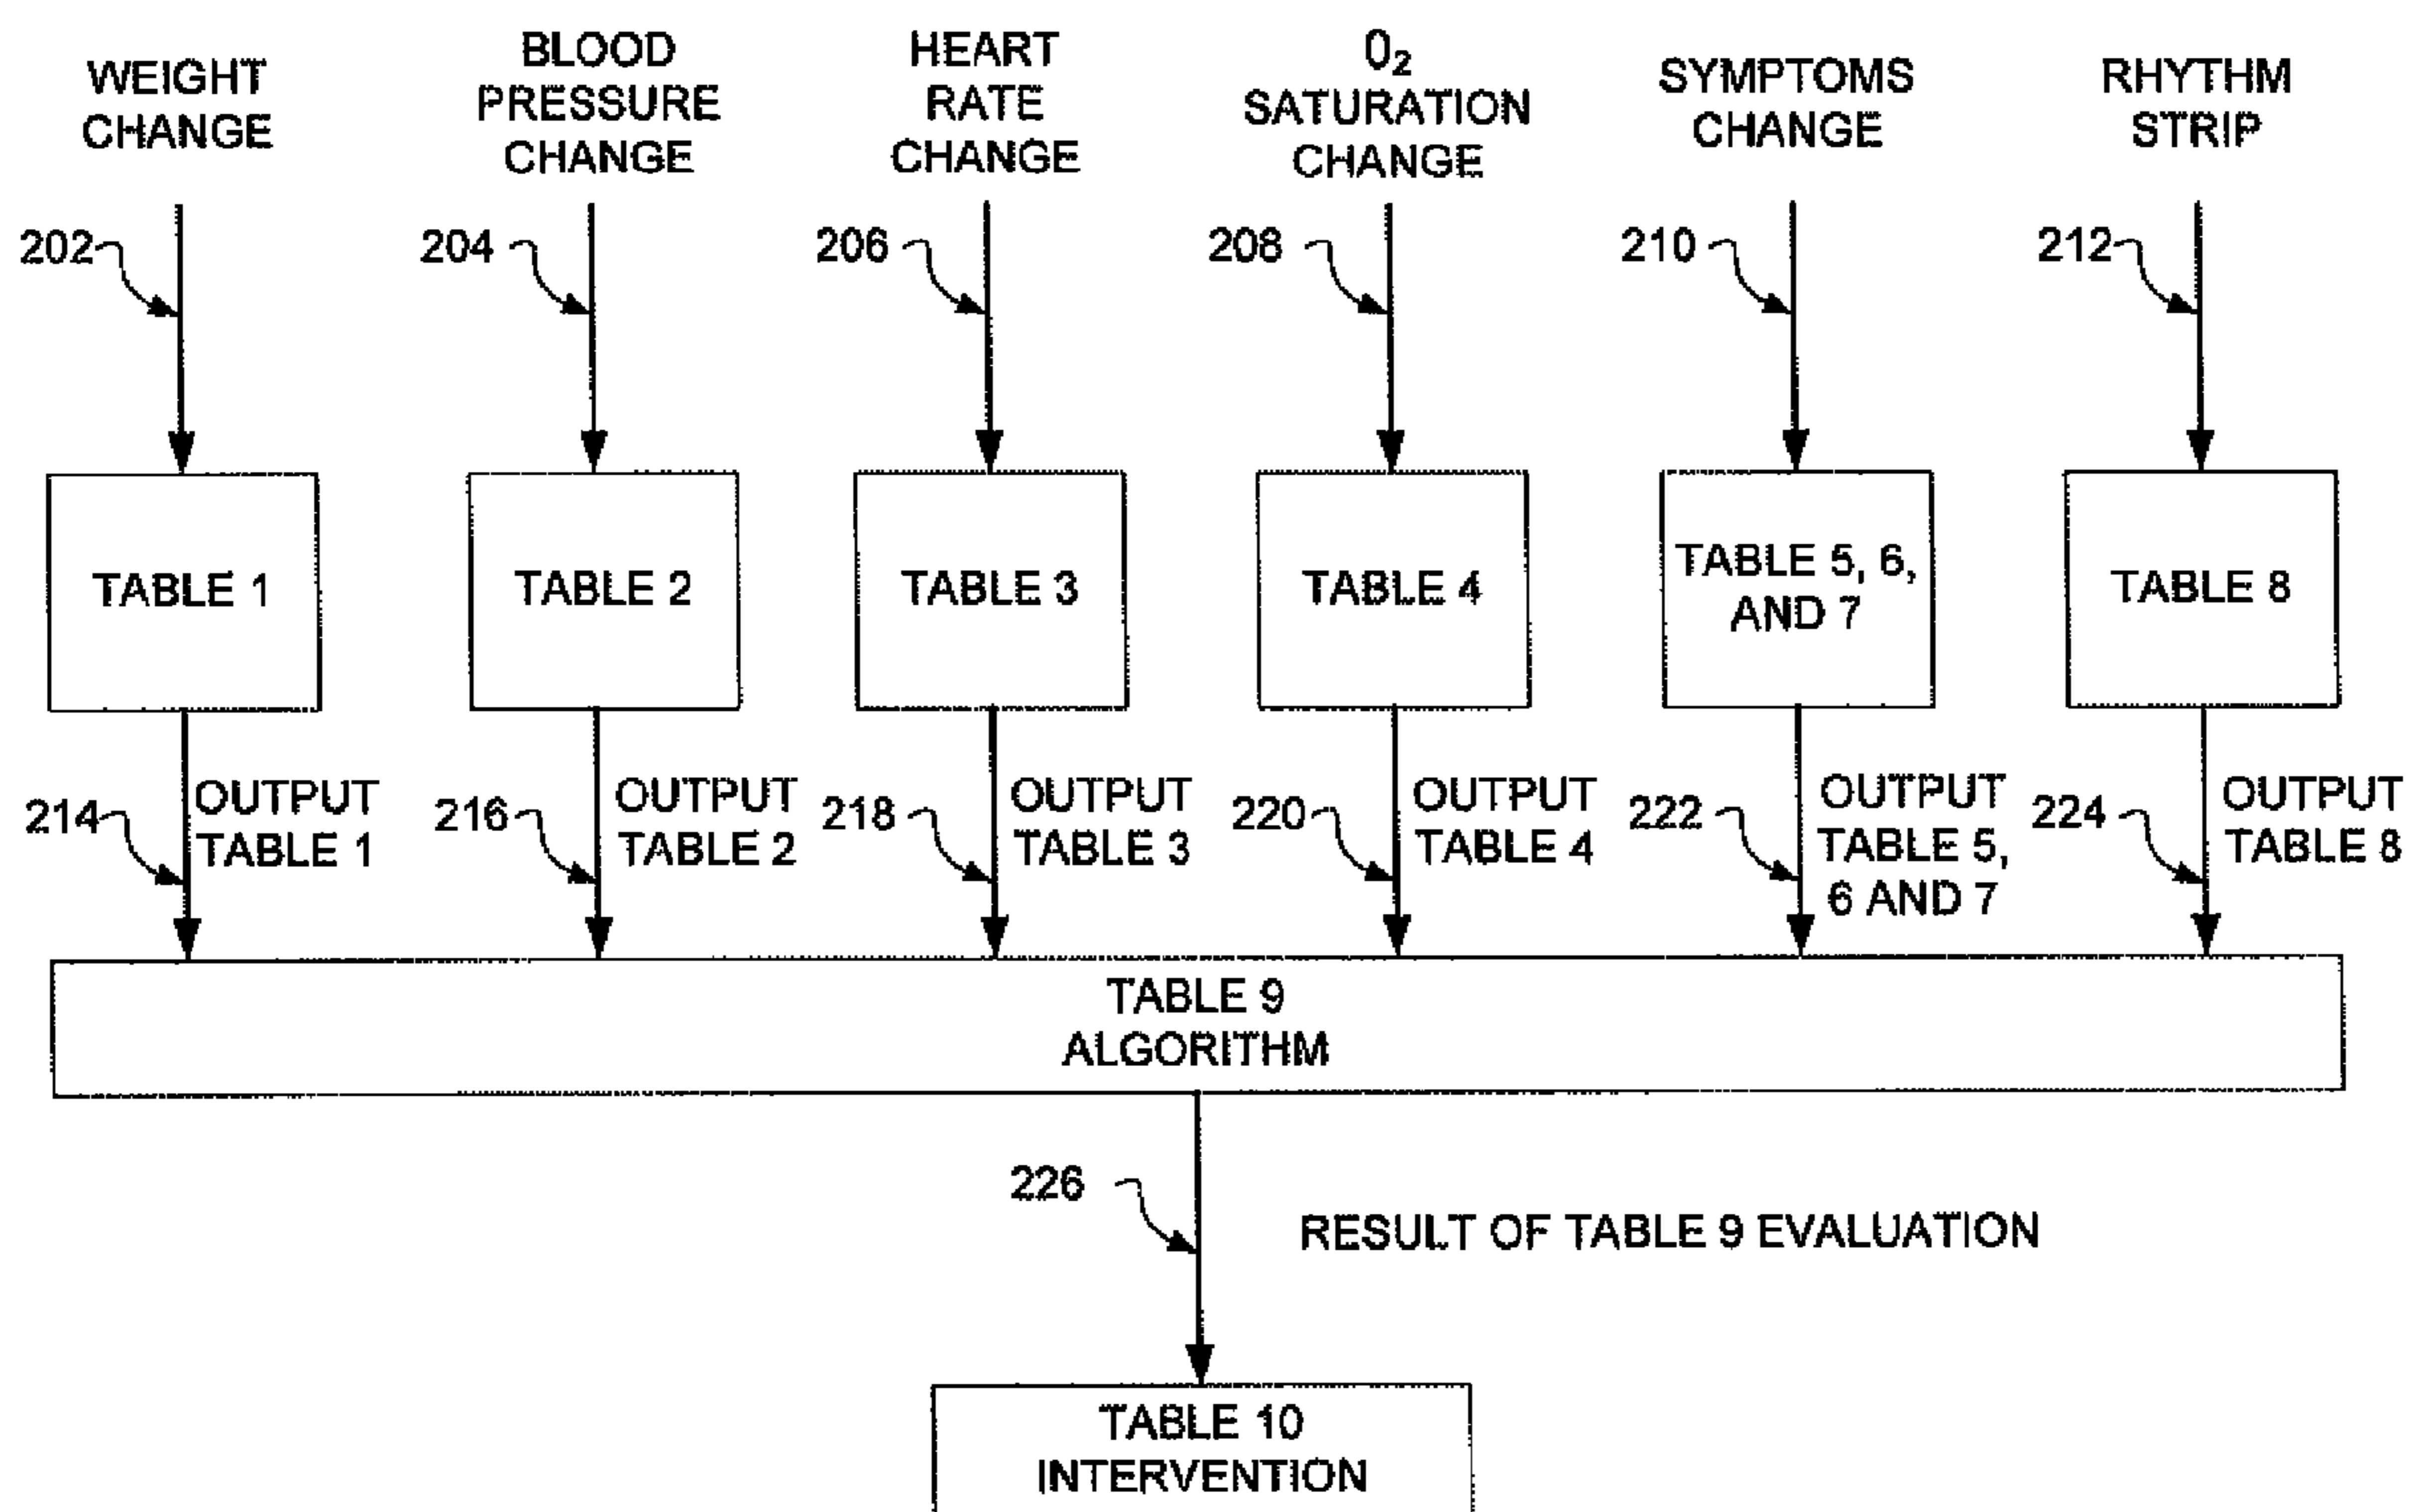 WEIGHT
CHANGE
BLOOD
PRESSURE
CHANGE
HEART
RATE
CHANGE
O₂
SATURATION
CHANGE
SYMPTOMS
CHANGE
RHYTHM
STRIP
202
204
206
208
210
212
TABLE 1
TABLE 2
TABLE 3
TABLE 4
TABLE 5, 6,
AND 7
TABLE 8
214
OUTPUT
TABLE 1
216
OUTPUT
TABLE 2
218
OUTPUT
TABLE 3
220
OUTPUT
TABLE 4
222
OUTPUT
TABLE 5,
6 AND 7
224
OUTPUT
TABLE 8
TABLE 9
ALGORITHM
226
RESULT OF TABLE 9 EVALUATION
TABLE 10
INTERVENTION